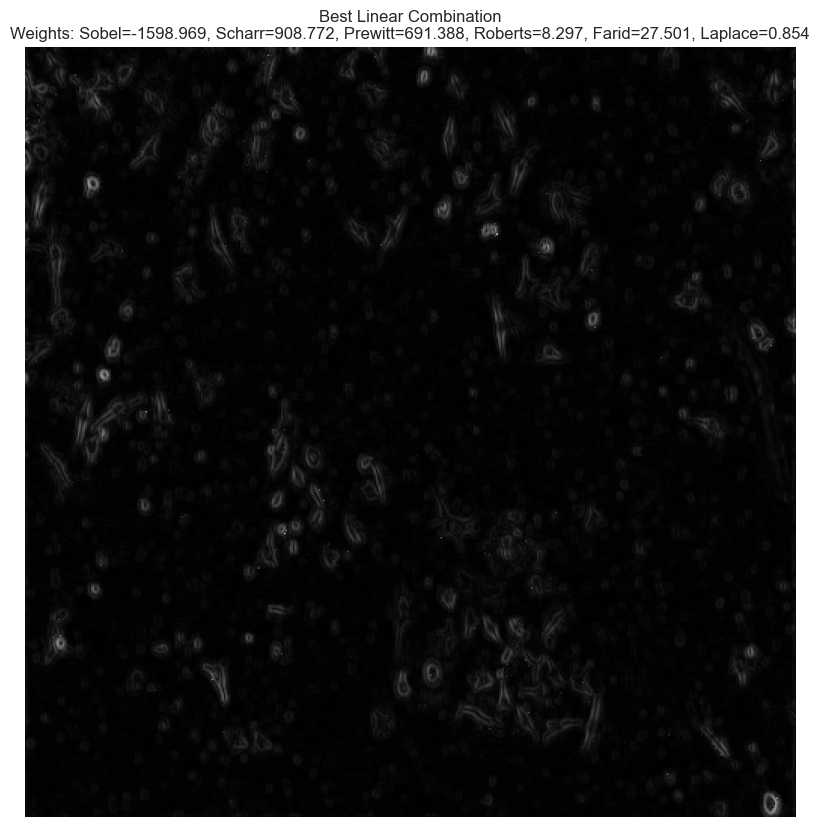 Best Linear Combination
Weights: Sobel=-1598.969, Scharr=908.772, Prewitt=691.388, Roberts=8.297, Farid=27.501, Laplace=0.854